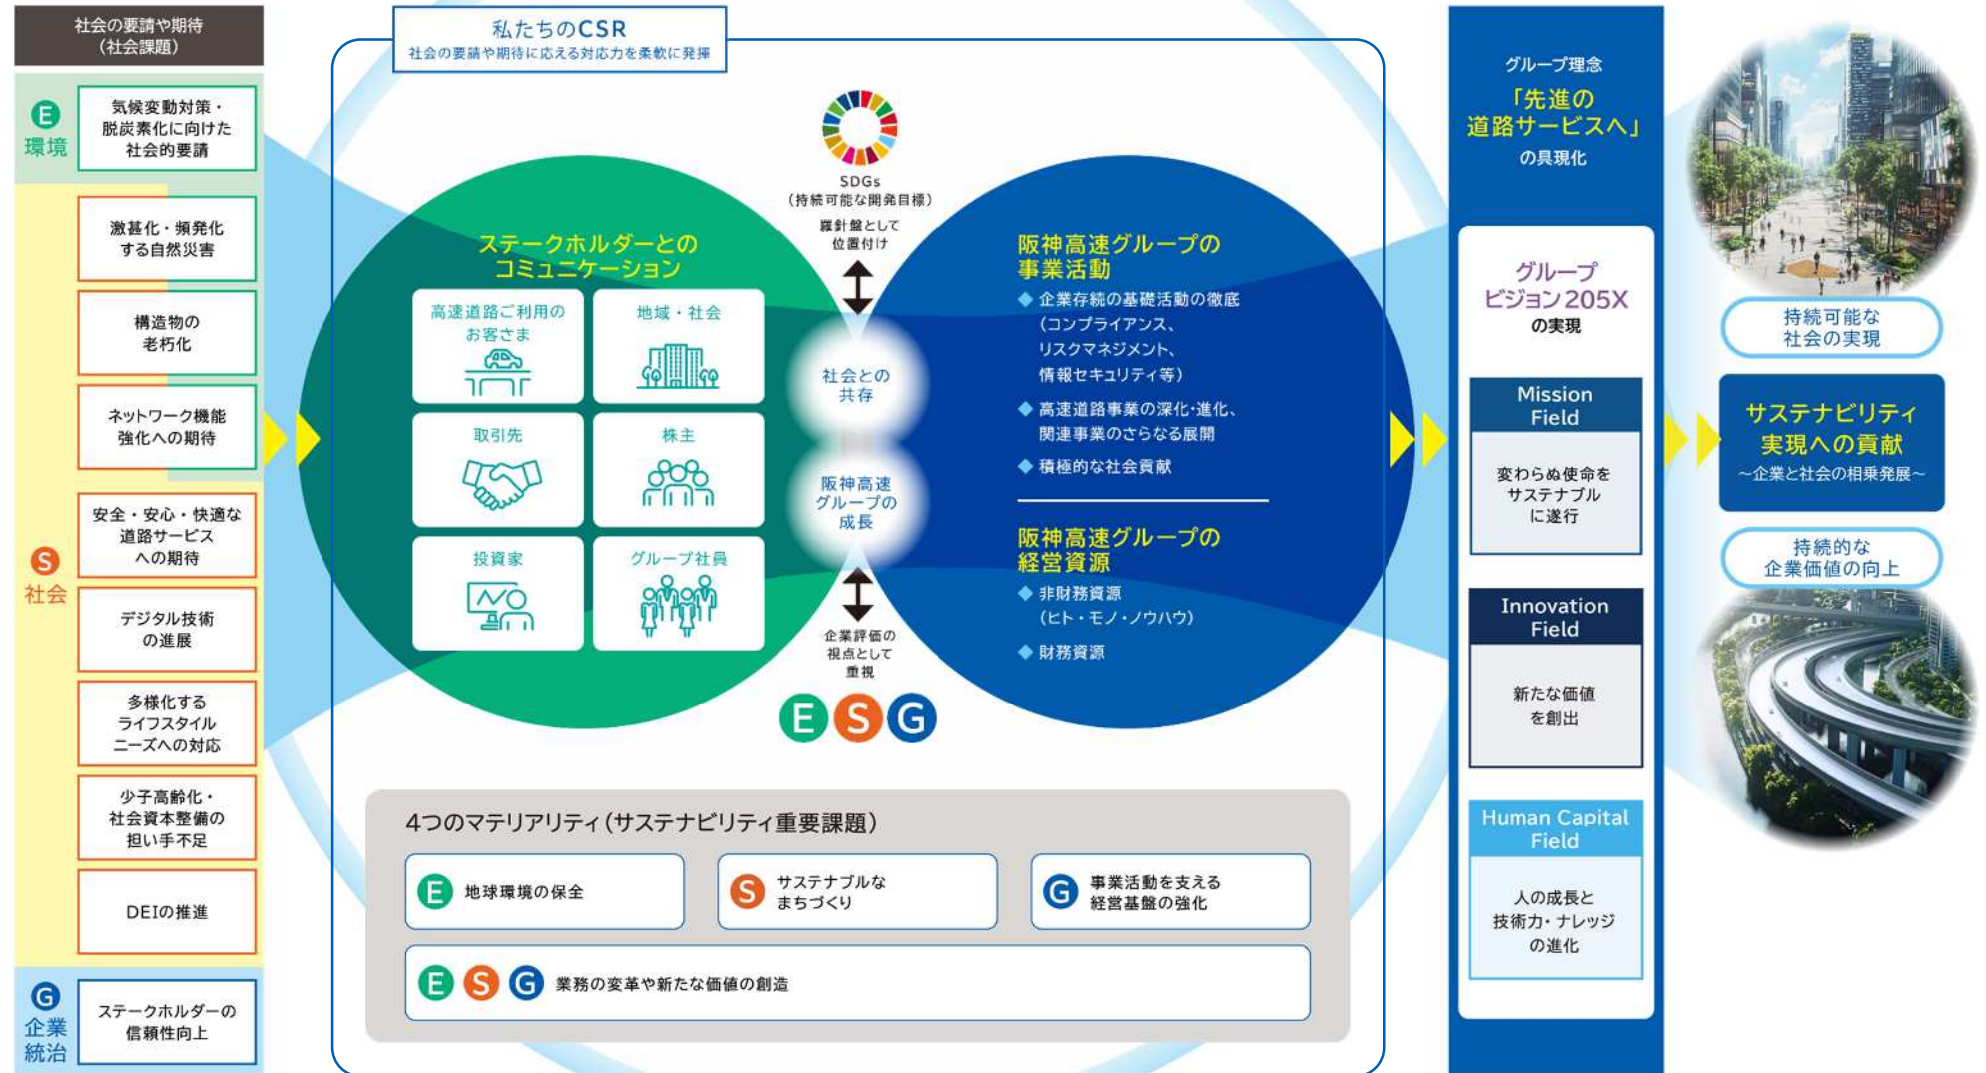 社会の要請や期待
(社会課題)
E
環境
気候変動対策・
脱炭素化に向けた
社会的要請
激甚化・頻発化
する自然災害
構造物の
老朽化
ネットワーク機能
強化への期待
S
社会
安全・安心・快適な
道路サービス
への期待
デジタル技術
の進展
多様化する
ライフスタイル
ニーズへの対応
少子高齢化・
社会資本整備の
担い手不足
DEIの推進
G
企業
統治
ステークホルダーの
信頼性向上
私たちのCSR
社会の要請や期待に応える対応力を柔軟に発揮
ステークホルダーとの
コミュニケーション
高速道路ご利用の
お客さま
地域・社会
取引先
株主
投資家
グループ社員
SDGs
(持続可能な開発目標)
羅針盤として
位置付け
社会との
共存
阪神高速
グループの
成長
企業評価の
視点として
重視
E S G
阪神高速グループの
事業活動
◆ 企業存続の基礎活動の徹底
(コンプライアンス、
リスクマネジメント、
情報セキュリティ等)
◆ 高速道路事業の深化・進化、
関連事業のさらなる展開
◆ 積極的な社会貢献
阪神高速グループの
経営資源
◆ 非財務資源
(ヒト・モノ・ノウハウ)
◆ 財務資源
4つのマテリアリティ(サステナビリティ重要課題)
E 地球環境の保全
S サステナブルな
まちづくり
G 事業活動を支える
経営基盤の強化
E S G 業務の変革や新たな価値の創造
グループ理念
「先進の
道路サービスへ」
の具現化
グループ
ビジョン205X
の実現
Mission
Field
変わらぬ使命を
サステナブル
に遂行
Innovation
Field
新たな価値
を創出
Human Capital
Field
人の成長と
技術力・ナレッジ
の進化
持続可能な
社会の実現
サステナビリティ
実現への貢献
～企業と社会の相乗発展～
持続的な
企業価値の向上